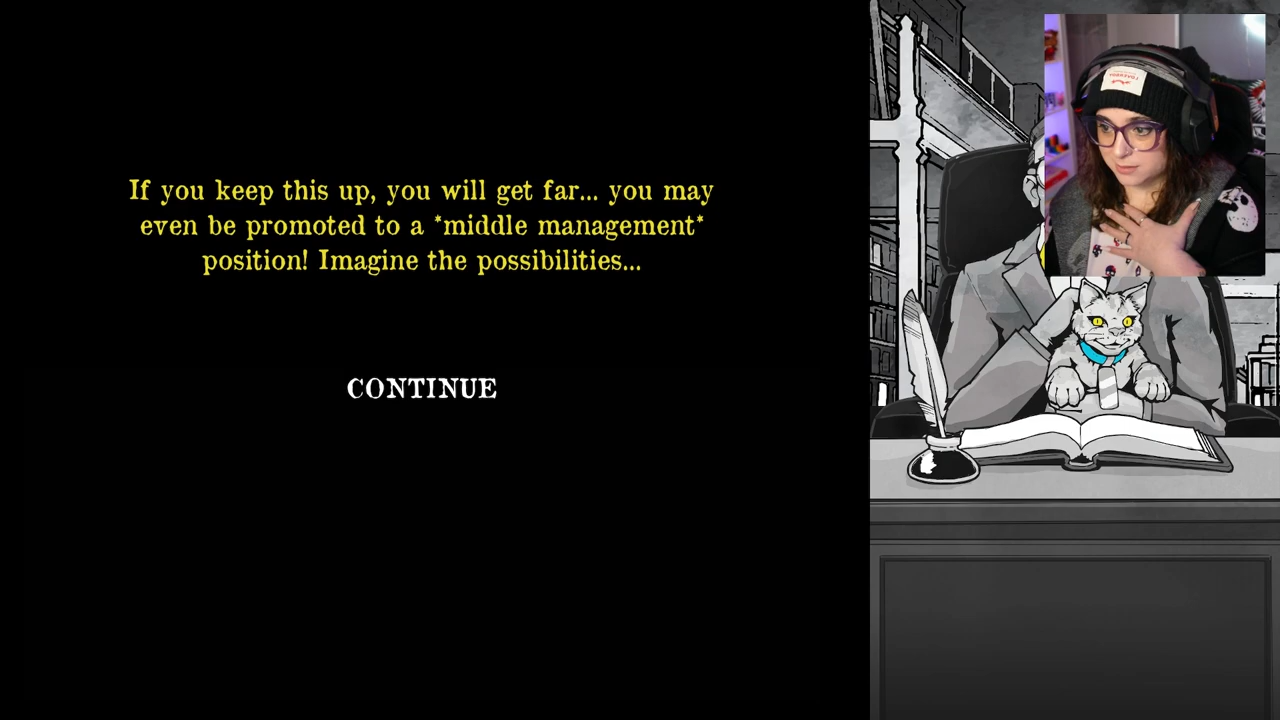 If you keep this up, you will get far... you may
even be promoted to a *middle management*
position! Imagine the possibilities...
CONTINUE